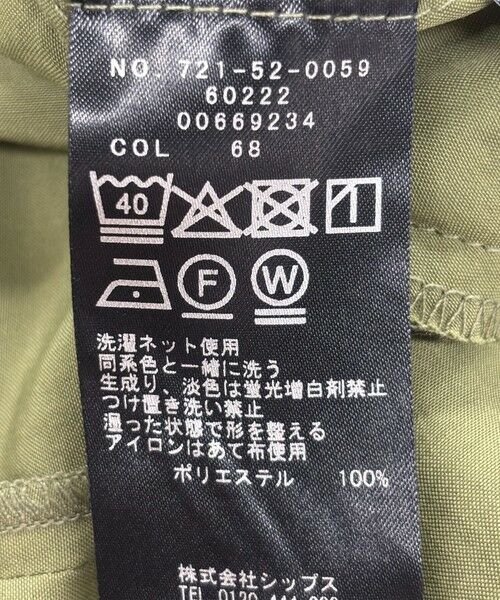 NO. 721-52-0059
60222
00669234
COL 68
40
F W
洗濯ネット使用
同系色と一緒に洗う
生成り、淡色は蛍光増白剤禁止
つけ置き洗い禁止
湿った状態で形を整える
アイロンはあて布使用
ポリエステル 100%
株式会社シップス
TEL 0120